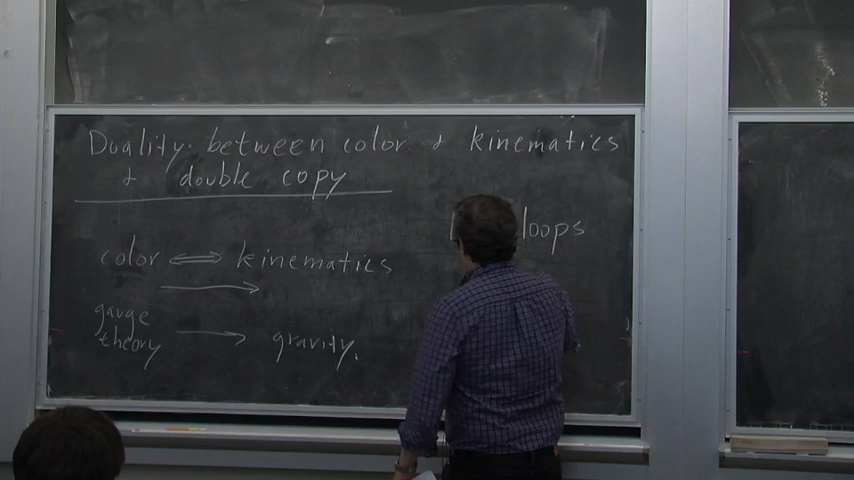 Duality between color & kinematics
& double copy
loops
color ⟺ kinematics
⟶
gauge
theory ⟶ gravity.